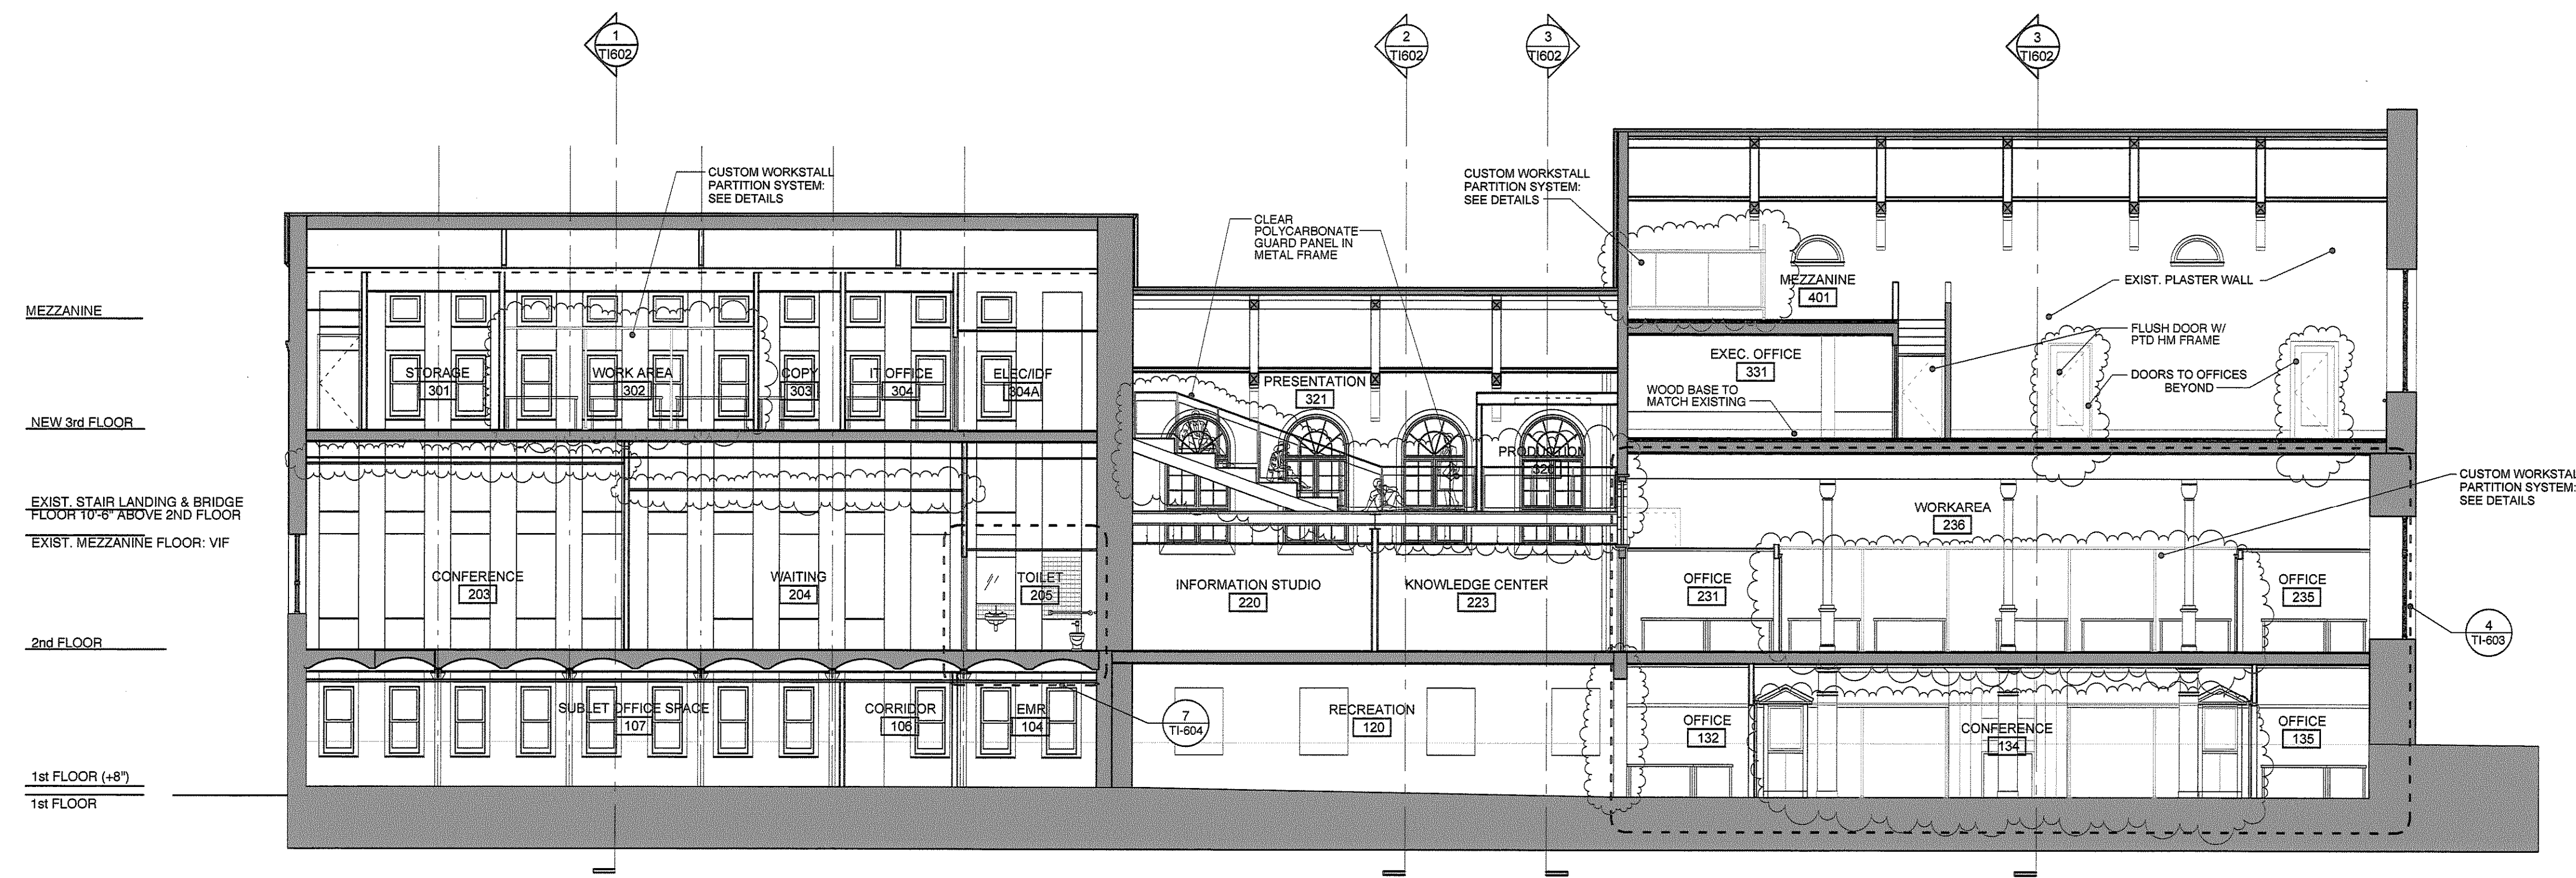 1
TI602
2
TI602
3
TI602
3
TI602
CUSTOM WORKSTALL
PARTITION SYSTEM:
SEE DETAILS
CLEAR
POLYCARBONATE
GUARD PANEL IN
METAL FRAME
CUSTOM WORKSTALL
PARTITION SYSTEM:
SEE DETAILS
MEZZANINE
401
EXIST. PLASTER WALL
FLUSH DOOR W/
PTD HM FRAME
DOORS TO OFFICES
BEYOND
EXEC. OFFICE
331
WOOD BASE TO
MATCH EXISTING
MEZZANINE
NEW 3rd FLOOR
EXIST. STAIR LANDING & BRIDGE
FLOOR 10'-6" ABOVE 2ND FLOOR
EXIST. MEZZANINE FLOOR: VIF
2nd FLOOR
1st FLOOR (+8")
1st FLOOR
STORAGE
301
WORK AREA
302
COPY
303
IT OFFICE
304
ELEC/IDF
304A
PRESENTATION
321
PRODUCTION
320
CONFERENCE
203
WAITING
204
TOILET
205
INFORMATION STUDIO
220
KNOWLEDGE CENTER
223
OFFICE
231
WORKAREA
236
OFFICE
235
CUSTOM WORKSTAL
PARTITION SYSTEM:
SEE DETAILS
4
TI-603
SUBLET OFFICE SPACE
107
CORRIDOR
106
EMR
104
7
TI-604
RECREATION
120
OFFICE
132
CONFERENCE
134
OFFICE
135